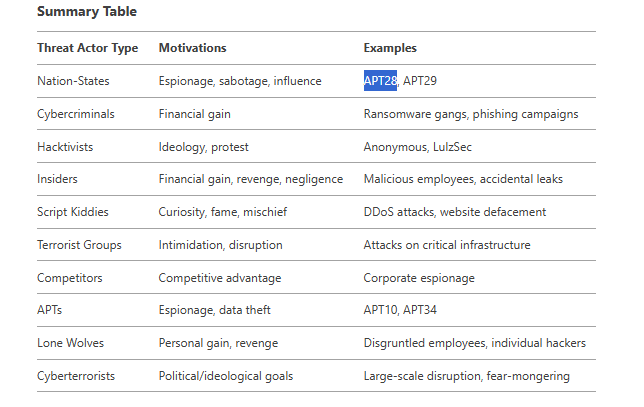 Summary Table
Threat Actor Type Motivations Examples
Nation-States Espionage, sabotage, influence APT28, APT29
Cybercriminals Financial gain Ransomware gangs, phishing campaigns
Hacktivists Ideology, protest Anonymous, LulzSec
Insiders Financial gain, revenge, negligence Malicious employees, accidental leaks
Script Kiddies Curiosity, fame, mischief DDoS attacks, website defacement
Terrorist Groups Intimidation, disruption Attacks on critical infrastructure
Competitors Competitive advantage Corporate espionage
APTs Espionage, data theft APT10, APT34
Lone Wolves Personal gain, revenge Disgruntled employees, individual hackers
Cyberterrorists Political/ideological goals Large-scale disruption, fear-mongering